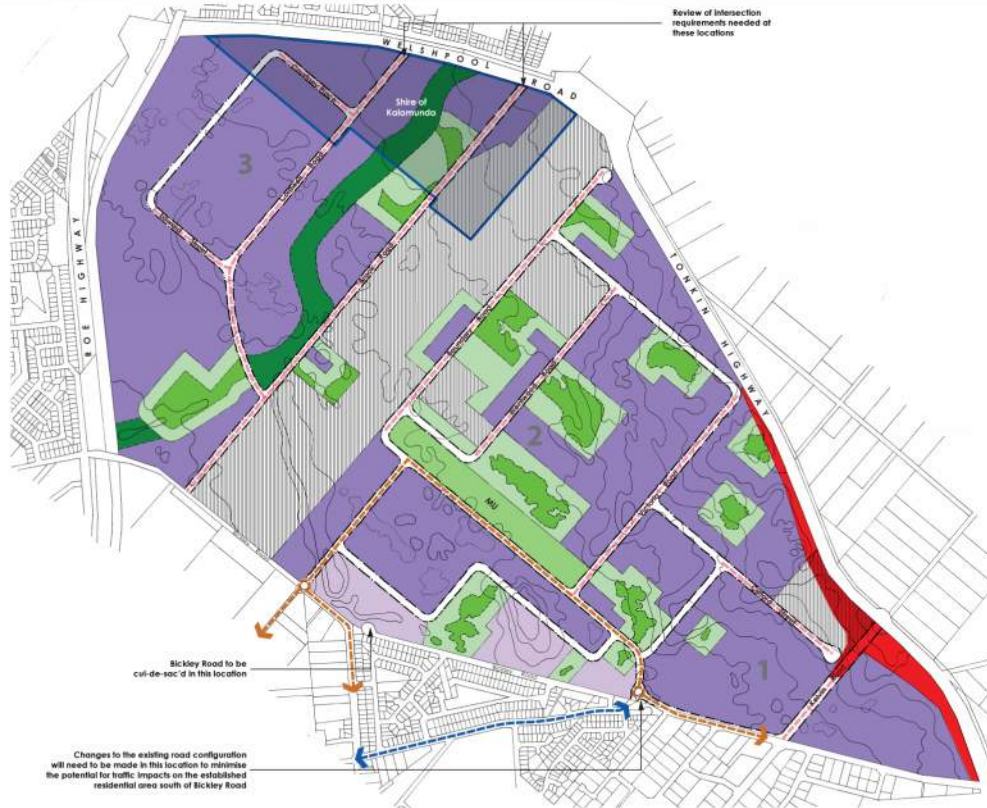 Review of intersection
requirements needed at
these locations
WELSHPOOL ROAD
Shire of
Kalamunda
3
ROE HIGHWAY
TONKIN HIGHWAY
2
MU
1
Kelvin Road
Bickley Road to be
cul-de-sac'd in this location
Changes to the existing road configuration
will need to be made in this location to minimise
the potential for traffic impacts on the established
residential area south of Bickley Road